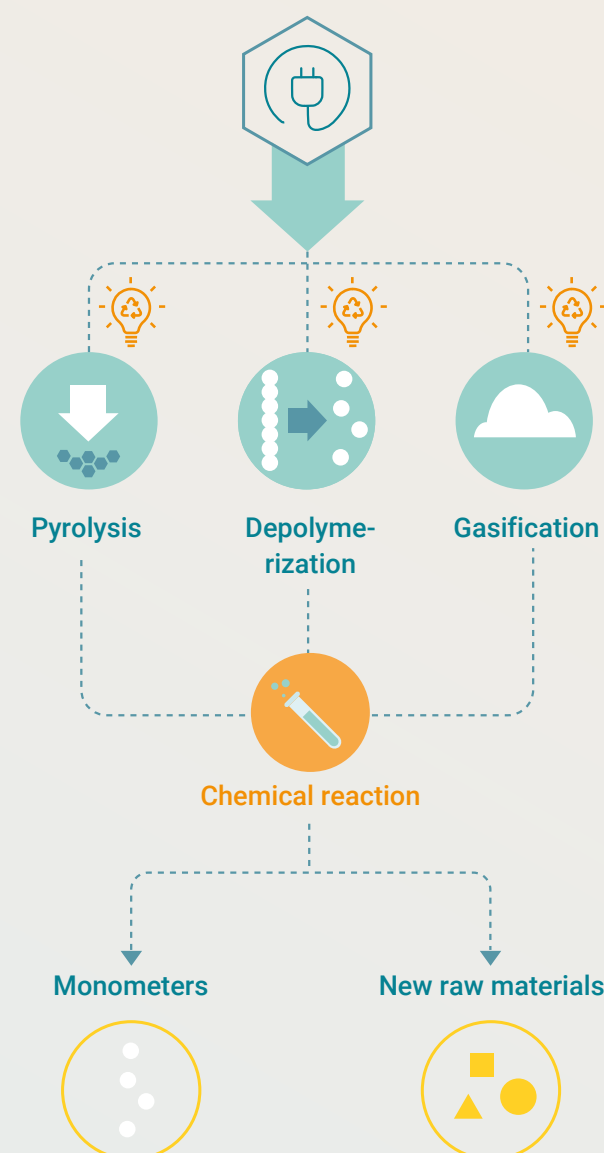 Pyrolysis
Depolyme-
rization
Gasification
Chemical reaction
Monometers
New raw materials